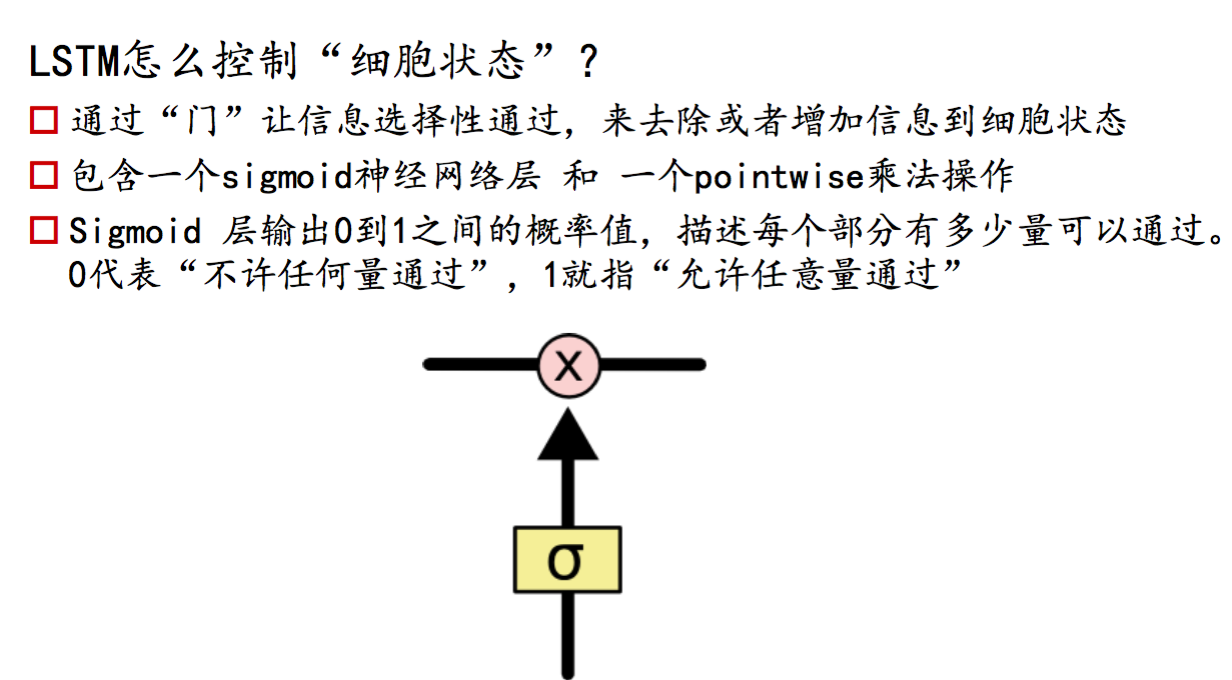 LSTM怎么控制“细胞状态”?
通过“门”让信息选择性通过，来去除或者增加信息到细胞状态
包含一个sigmoid神经网络层 和 一个pointwise乘法操作
Sigmoid 层输出0到1之间的概率值，描述每个部分有多少量可以通过。
0代表“不许任何量通过”，1就指“允许任意量通过”
X
σ